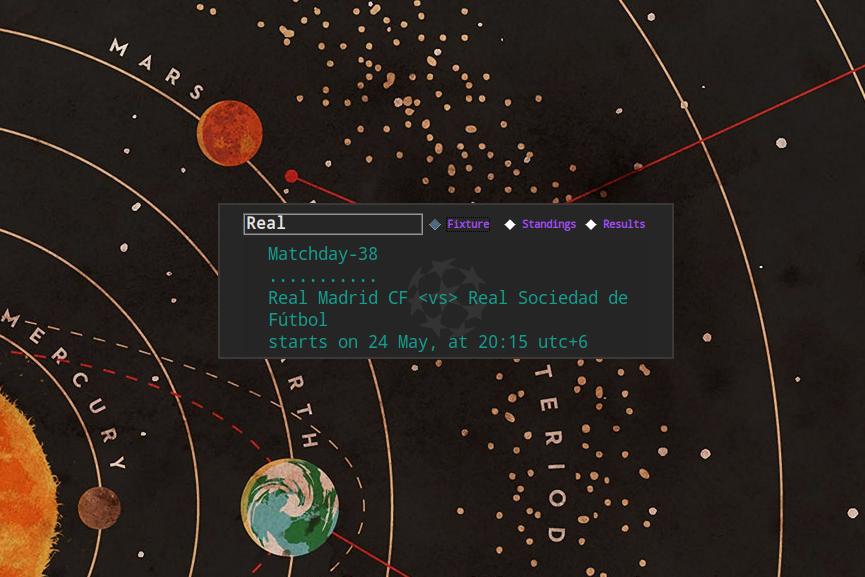 MARS
Real
Fixture
Standings
Results
Matchday-38
...........
Real Madrid CF <vs> Real Sociedad de
Fútbol
starts on 24 May, at 20:15 utc+6
MERCURY
RTH
TERIOD